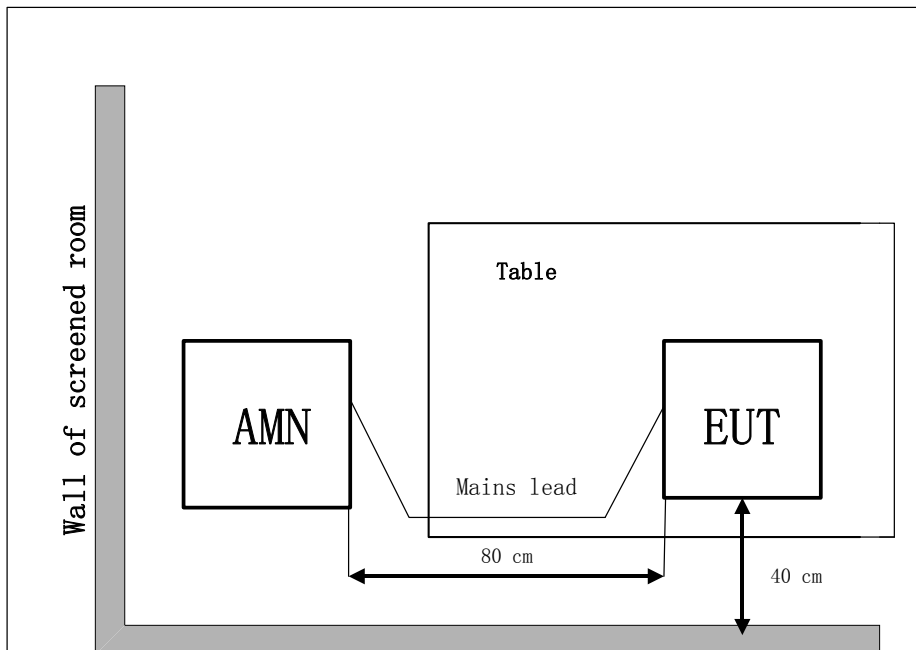 Wall of screened room
Table
AMN
EUT
Mains lead
80 cm
40 cm